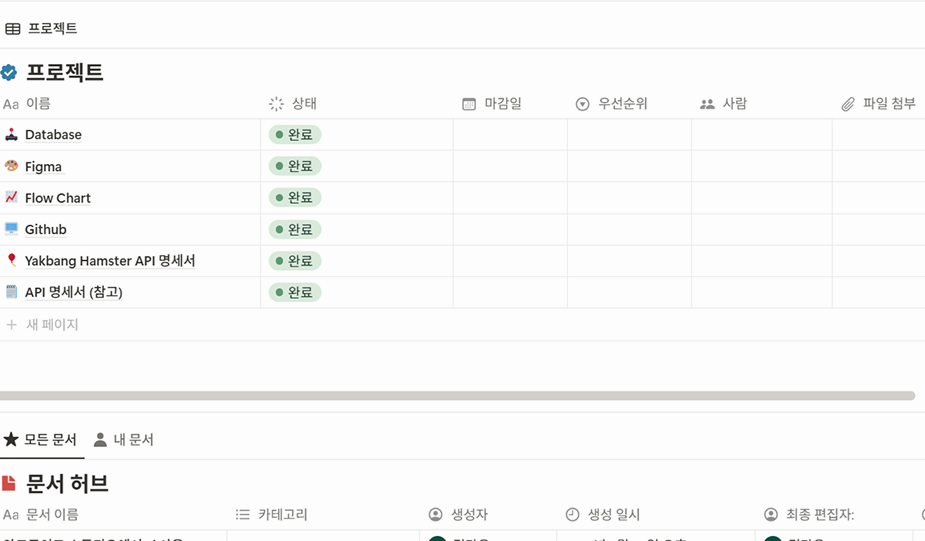 프로젝트
프로젝트
Aa 이름 상태 마감일 우선순위 사람 파일 첨부
Database 완료
Figma 완료
Flow Chart 완료
Github 완료
Yakbang Hamster API 명세서 완료
API 명세서 (참고) 완료
+ 새 페이지
모든 문서 내 문서
문서 허브
Aa 문서 이름 카테고리 생성자 생성 일시 최종 편집자: